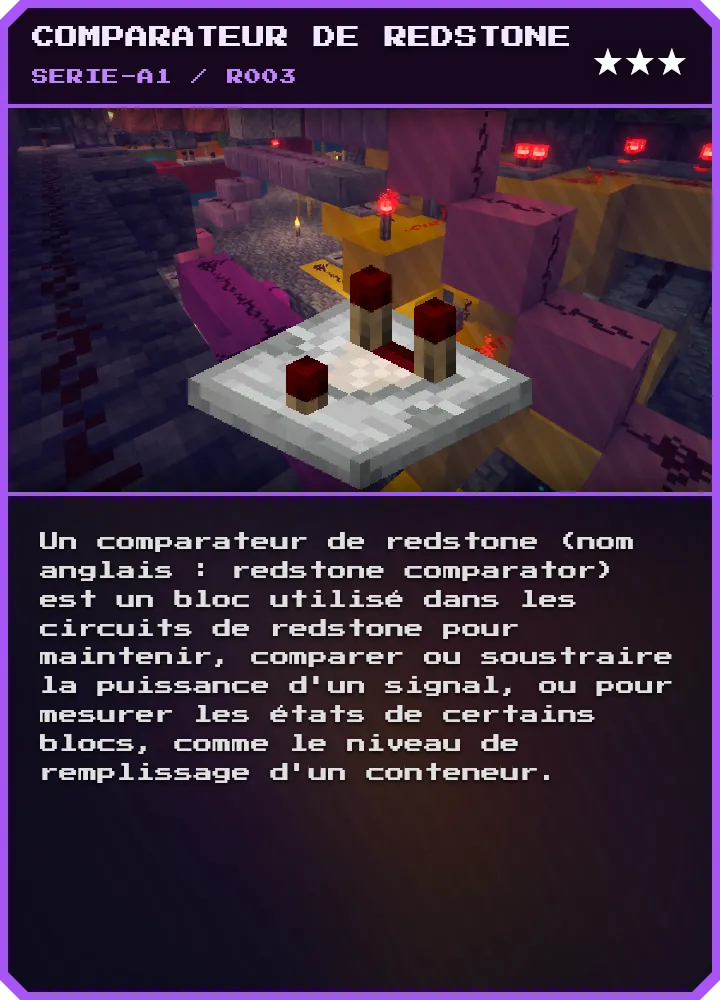 COMPARATEUR DE REDSTONE
SERIE-A1 / R003
★★★
Un comparateur de redstone (nom
anglais : redstone comparator)
est un bloc utilisé dans les
circuits de redstone pour
maintenir, comparer ou soustraire
la puissance d'un signal, ou pour
mesurer les états de certains
blocs, comme le niveau de
remplissage d'un conteneur.